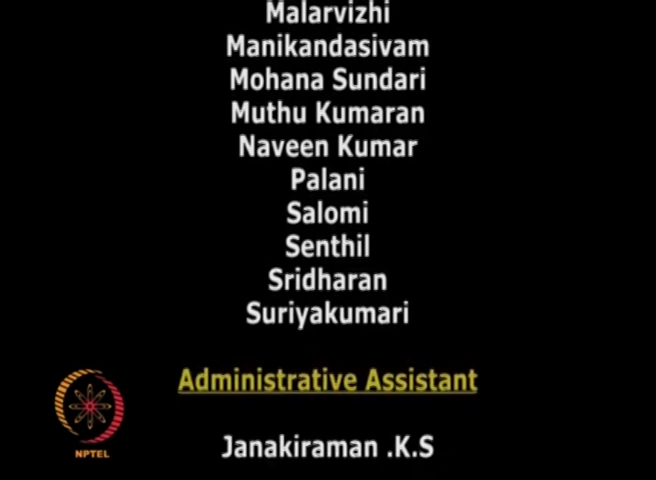 Malarvizhi
Manikandasivam
Mohana Sundari
Muthu Kumaran
Naveen Kumar
Palani
Salomi
Senthil
Sridharan
Suriyakumari
Administrative Assistant
NPTEL
Janakiraman .K.S